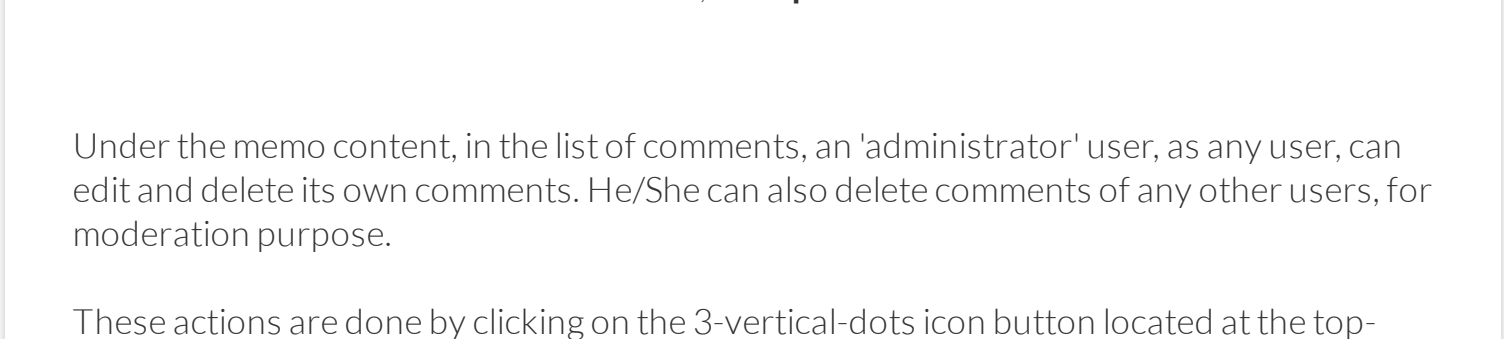 Under the memo content, in the list of comments, an 'administrator' user, as any user, can
edit and delete its own comments. He/She can also delete comments of any other users, for
moderation purpose.
These actions are done by clicking on the 3-vertical-dots icon button located at the top-